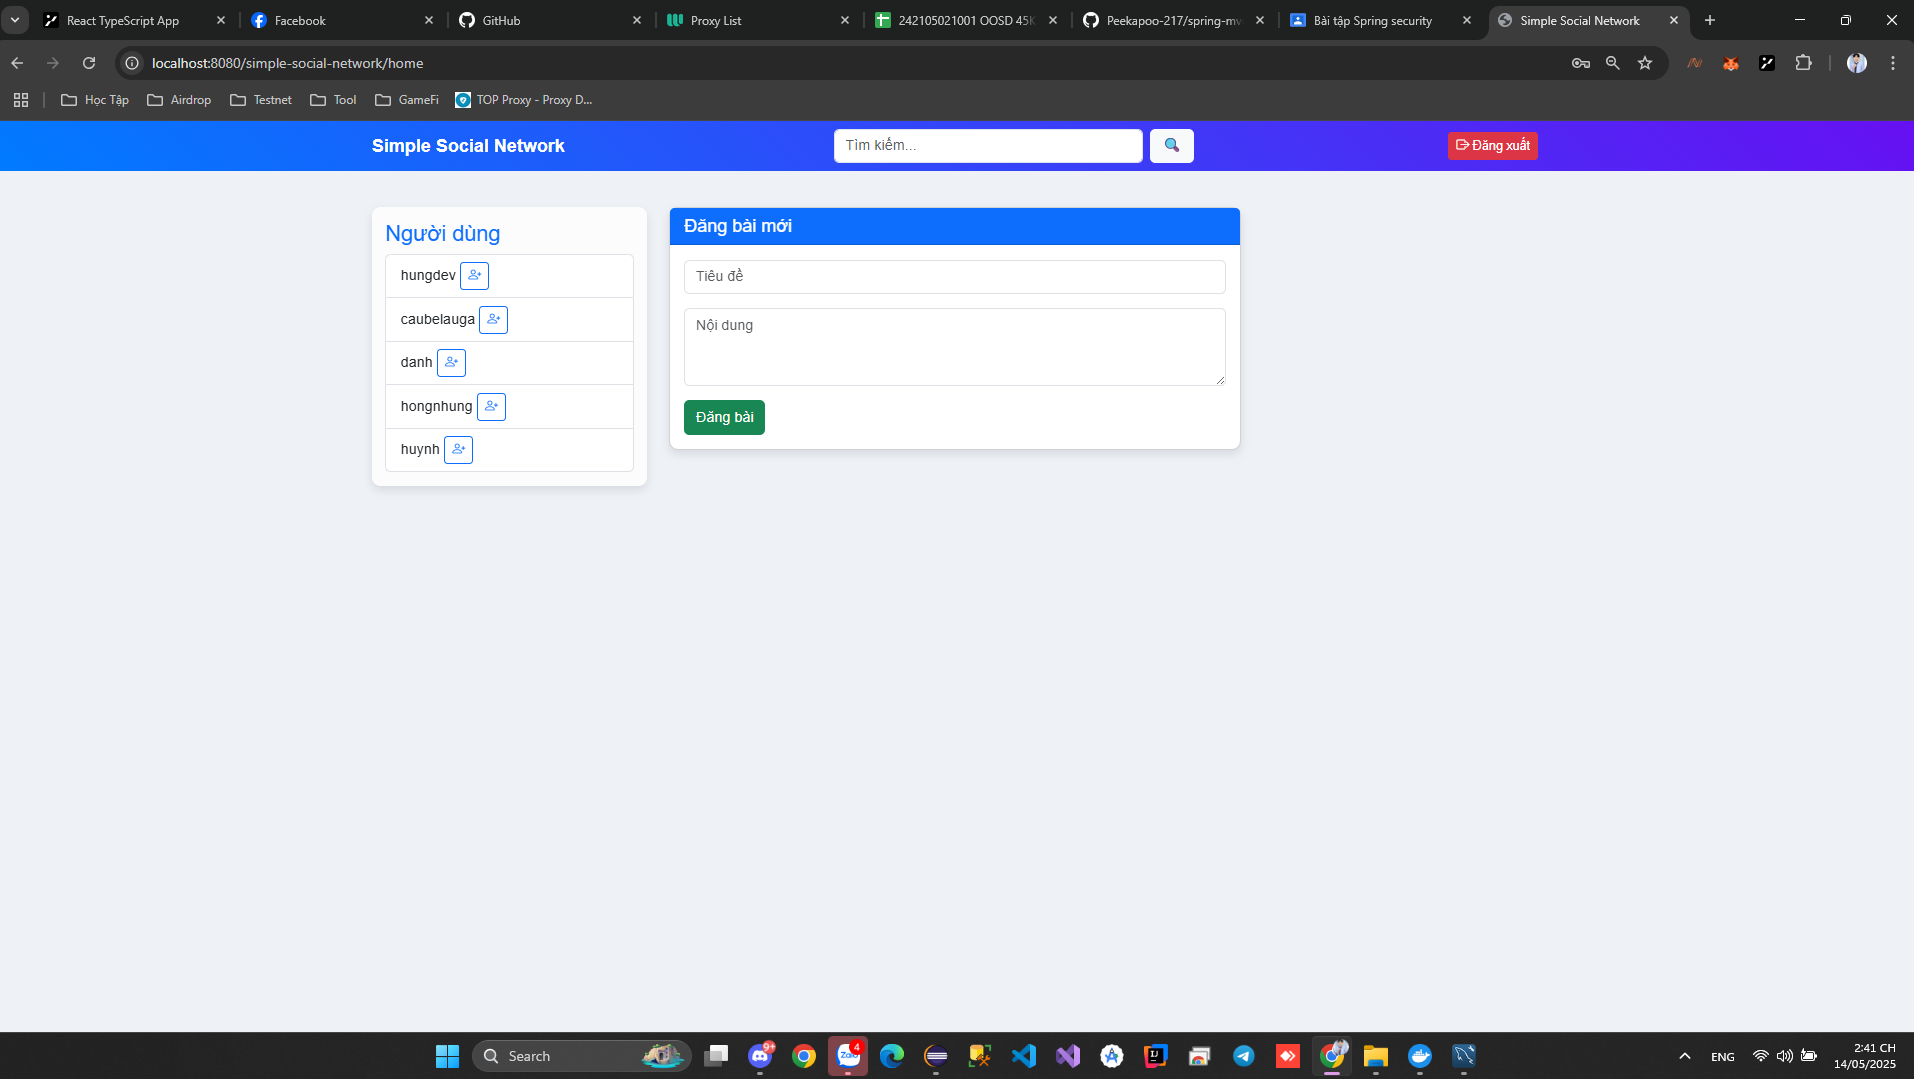 React TypeScript App
Facebook
GitHub
Proxy List
242105021001 OOSD 45K
Peekapoo-217/spring-mv
Bài tập Spring security
Simple Social Network
localhost:8080/simple-social-network/home
Học Tập
Airdrop
Testnet
Tool
GameFi
TOP Proxy - Proxy D...
Simple Social Network
Tìm kiếm...
Đăng xuất
Người dùng
hungdev
caubelauga
danh
hongnhung
huynh
Đăng bài mới
Tiêu đề
Nội dung
Đăng bài
Search
9+
Zalo
4
ENG
2:41 CH
14/05/2025